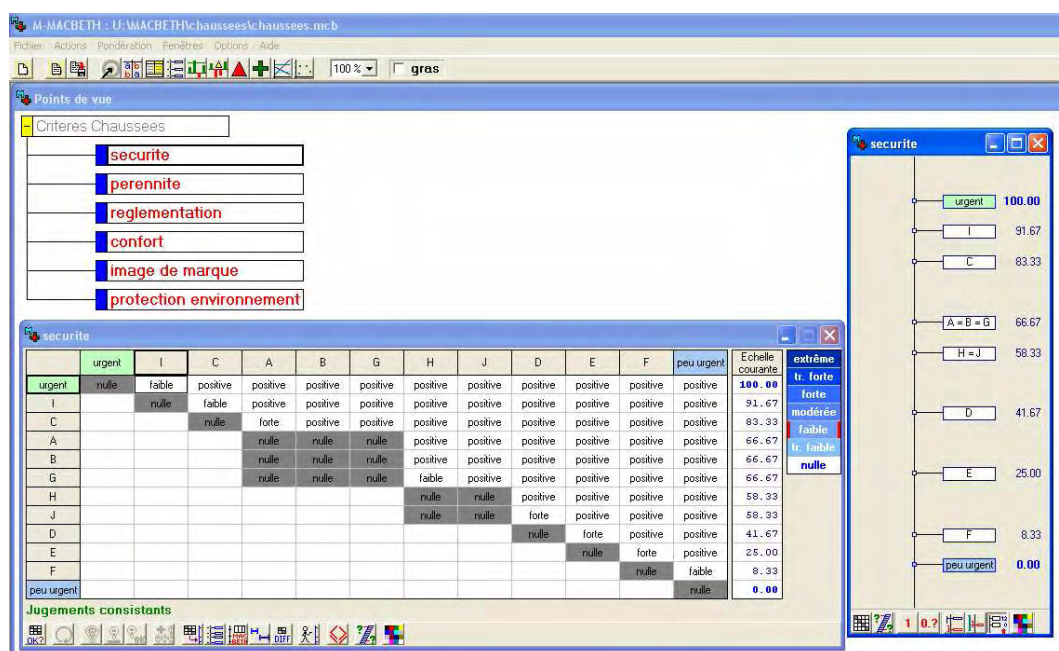 M-MACBETH : U:\MACBETH\chaussees\chaussees.mcb
Fichier Actions Pondération Fenêtres Options Aide
100 % gras
Points de vue
Criteres Chaussees
securite
perennite
reglementation
confort
image de marque
protection environnement
securite
urgent I C A B G H J D E F peu urgent Echelle courante
urgent nulle faible positive positive positive positive positive positive positive positive positive positive 100.00
I nulle faible positive positive positive positive positive positive positive positive positive 91.67
C nulle forte positive positive positive positive positive positive positive positive 83.33
A nulle nulle nulle positive positive positive positive positive positive 66.67
B nulle nulle nulle positive positive positive positive positive positive 66.67
G nulle nulle nulle faible positive positive positive positive positive 66.67
H nulle nulle positive positive positive positive 58.33
J nulle nulle forte positive positive positive 58.33
D nulle forte positive positive 41.67
E nulle forte positive 25.00
F nulle faible 8.33
peu urgent nulle 0.00
extrême
tr. forte
forte
modérée
faible
tr. faible
nulle
Jugements consistants
securite
urgent 100.00
I 91.67
C 83.33
A = B = G 66.67
H = J 58.33
D 41.67
E 25.00
F 8.33
peu urgent 0.00
1 0.?